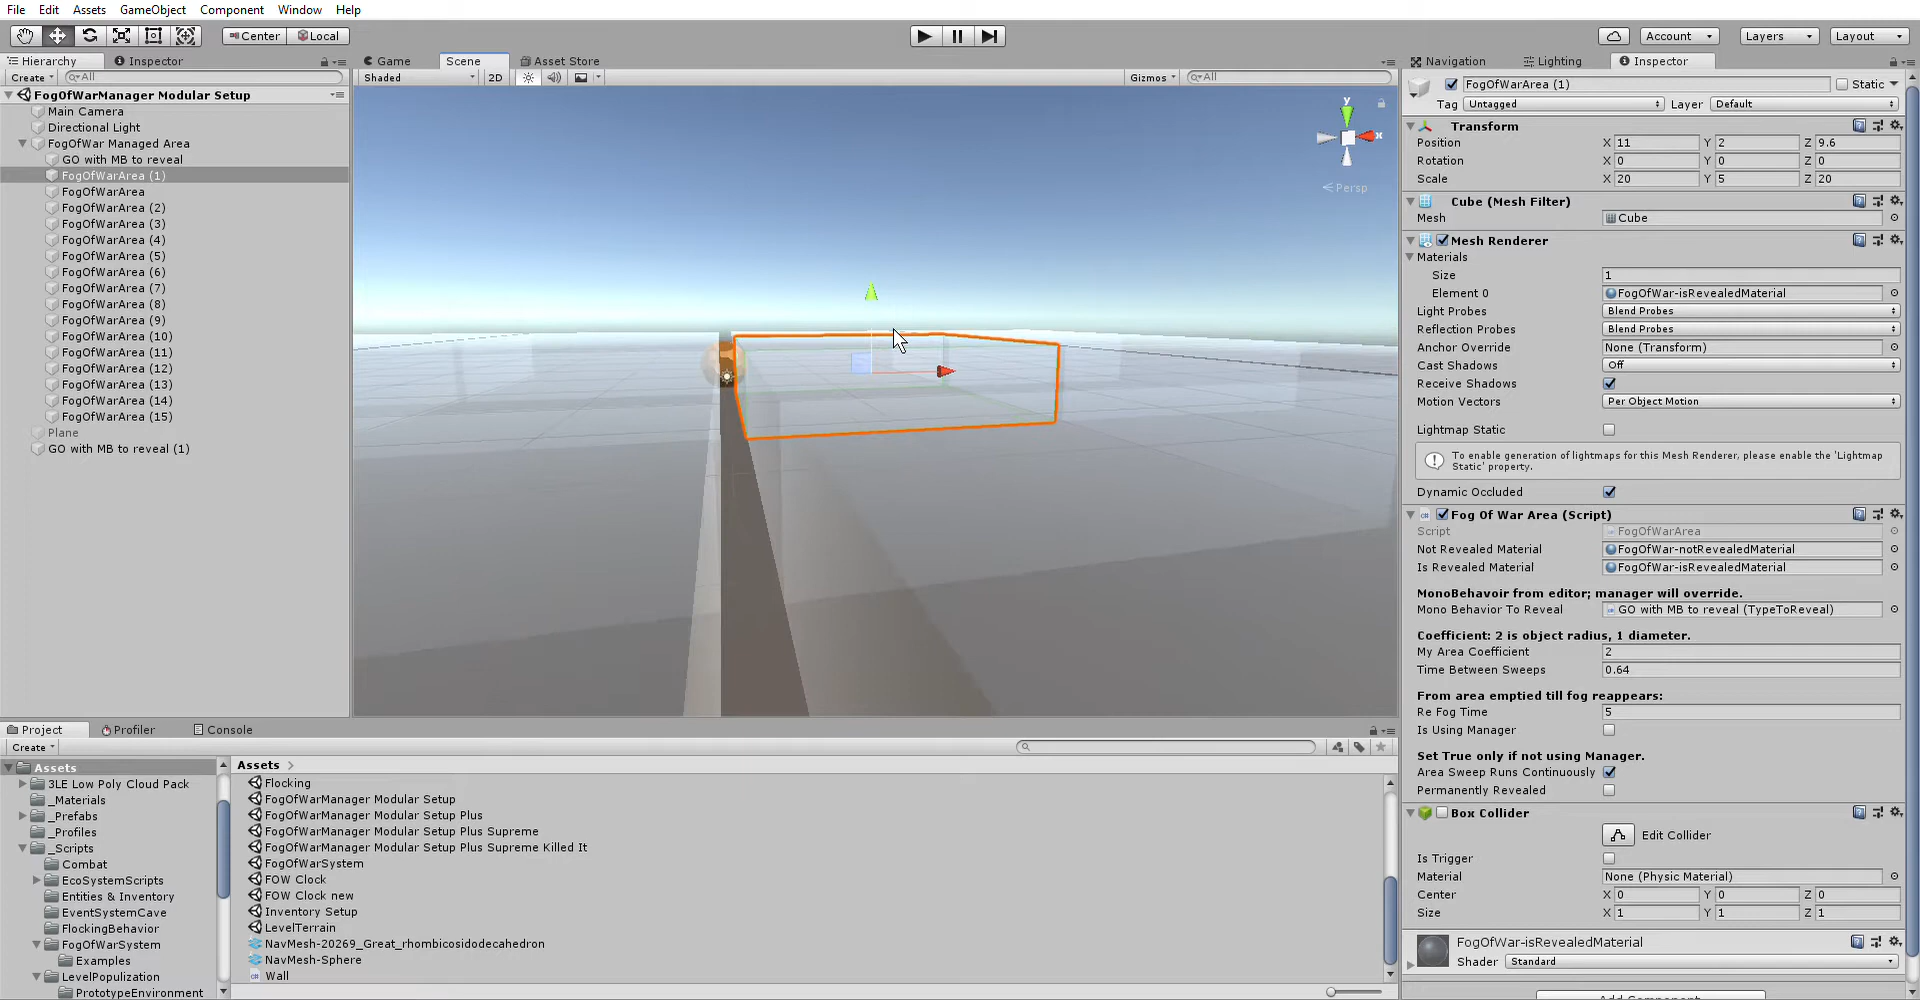 File Edit Assets GameObject Component Window Help
Center Local
Account Layers Layout
Hierarchy Inspector
Create All
FogOfWarManager Modular Setup
Main Camera
Directional Light
FogOfWar Managed Area
GO with MB to reveal
FogOfWarArea (1)
FogOfWarArea
FogOfWarArea (2)
FogOfWarArea (3)
FogOfWarArea (4)
FogOfWarArea (5)
FogOfWarArea (6)
FogOfWarArea (7)
FogOfWarArea (8)
FogOfWarArea (9)
FogOfWarArea (10)
FogOfWarArea (11)
FogOfWarArea (12)
FogOfWarArea (13)
FogOfWarArea (14)
FogOfWarArea (15)
Plane
GO with MB to reveal (1)
Game Scene Asset Store
Shaded 2D Gizmos All
y
x
Persp
Navigation Lighting Inspector
FogOfWarArea (1) Static
Tag Untagged Layer Default
Transform
Position X 11 Y 2 Z 9.6
Rotation X 0 Y 0 Z 0
Scale X 20 Y 5 Z 20
Cube (Mesh Filter)
Mesh Cube
Mesh Renderer
Materials
Size 1
Element 0 FogOfWar-isRevealedMaterial
Light Probes Blend Probes
Reflection Probes Blend Probes
Anchor Override None (Transform)
Cast Shadows Off
Receive Shadows
Motion Vectors Per Object Motion
Lightmap Static
To enable generation of lightmaps for this Mesh Renderer, please enable the 'Lightmap
Static' property.
Dynamic Occluded
Fog Of War Area (Script)
Script FogOfWarArea
Not Revealed Material FogOfWar-notRevealedMaterial
Is Revealed Material FogOfWar-isRevealedMaterial
MonoBehavoir from editor; manager will override.
Mono Behavior To Reveal GO with MB to reveal (TypeToReveal)
Coefficient: 2 is object radius, 1 diameter.
My Area Coefficient 2
Time Between Sweeps 0.64
From area emptied till fog reappears:
Re Fog Time 5
Is Using Manager
Set True only if not using Manager.
Area Sweep Runs Continuously
Permanently Revealed
Box Collider
Edit Collider
Is Trigger
Material None (Physic Material)
Center X 0 Y 0 Z 0
Size X 1 Y 1 Z 1
FogOfWar-isRevealedMaterial
Shader Standard
Add Component
Project Profiler Console
Create
Assets
3LE Low Poly Cloud Pack
_Materials
_Prefabs
_Profiles
_Scripts
Combat
EcoSystemScripts
Entities & Inventory
EventSystemCave
FlockingBehavior
FogOfWarSystem
Examples
LevelPopulization
PrototypeEnvironment
Assets
Flocking
FogOfWarManager Modular Setup
FogOfWarManager Modular Setup Plus
FogOfWarManager Modular Setup Plus Supreme
FogOfWarManager Modular Setup Plus Supreme Killed It
FogOfWarSystem
FOW Clock
FOW Clock new
Inventory Setup
LevelTerrain
NavMesh-20269_Great_rhombicosidodecahedron
NavMesh-Sphere
Wall